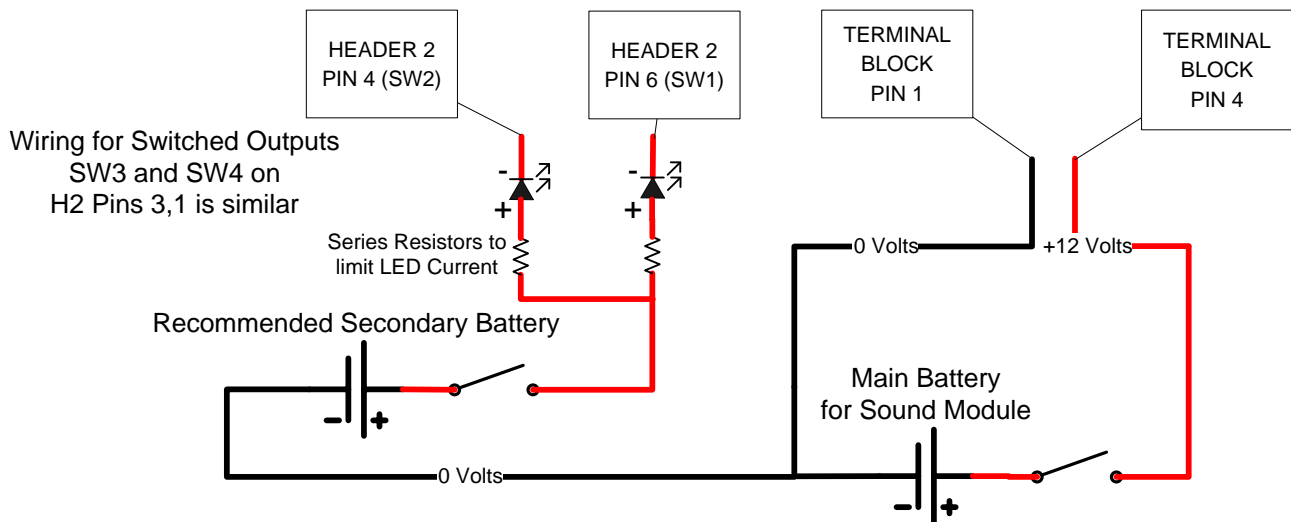 HEADER 2
PIN 4 (SW2)
HEADER 2
PIN 6 (SW1)
TERMINAL
BLOCK
PIN 1
TERMINAL
BLOCK
PIN 4
Wiring for Switched Outputs
SW3 and SW4 on
H2 Pins 3,1 is similar
-
+
-
+
Series Resistors to
limit LED Current
0 Volts
+12 Volts
Recommended Secondary Battery
- +
Main Battery
for Sound Module
0 Volts
- +